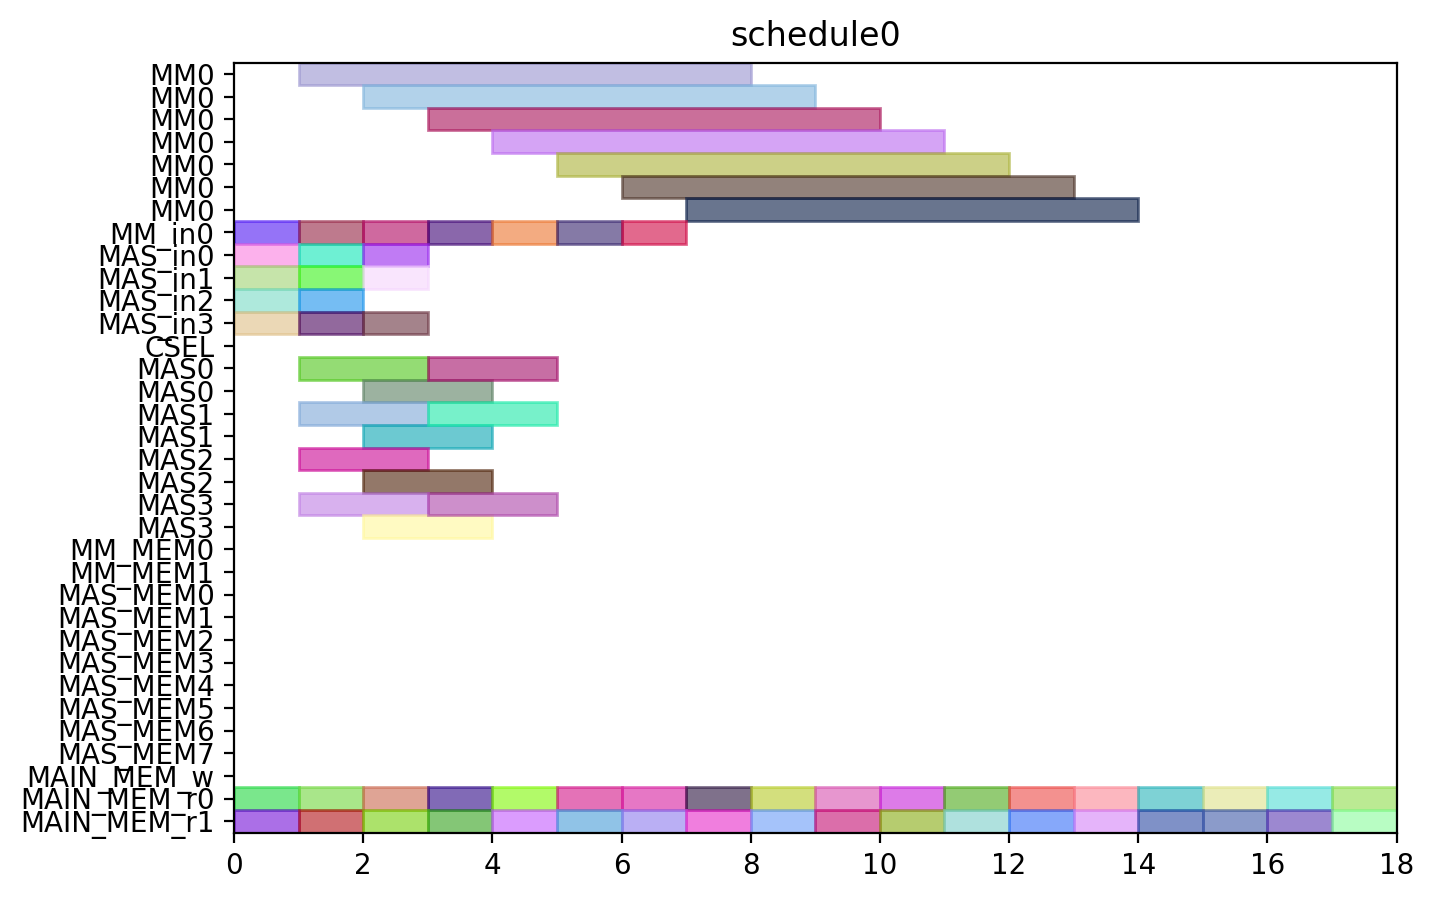 schedule0
MM0
MM0
MM0
MM0
MM0
MM0
MM0
MM_in0
MAS_in0
MAS_in1
MAS_in2
MAS_in3
CSEL
MAS0
MAS0
MAS1
MAS1
MAS2
MAS2
MAS3
MAS3
MM_MEM0
MM_MEM1
MAS_MEM0
MAS_MEM1
MAS_MEM2
MAS_MEM3
MAS_MEM4
MAS_MEM5
MAS_MEM6
MAS_MEM7
MAIN_MEM_w
MAIN_MEM_r0
MAIN_MEM_r1
0 2 4 6 8 10 12 14 16 18